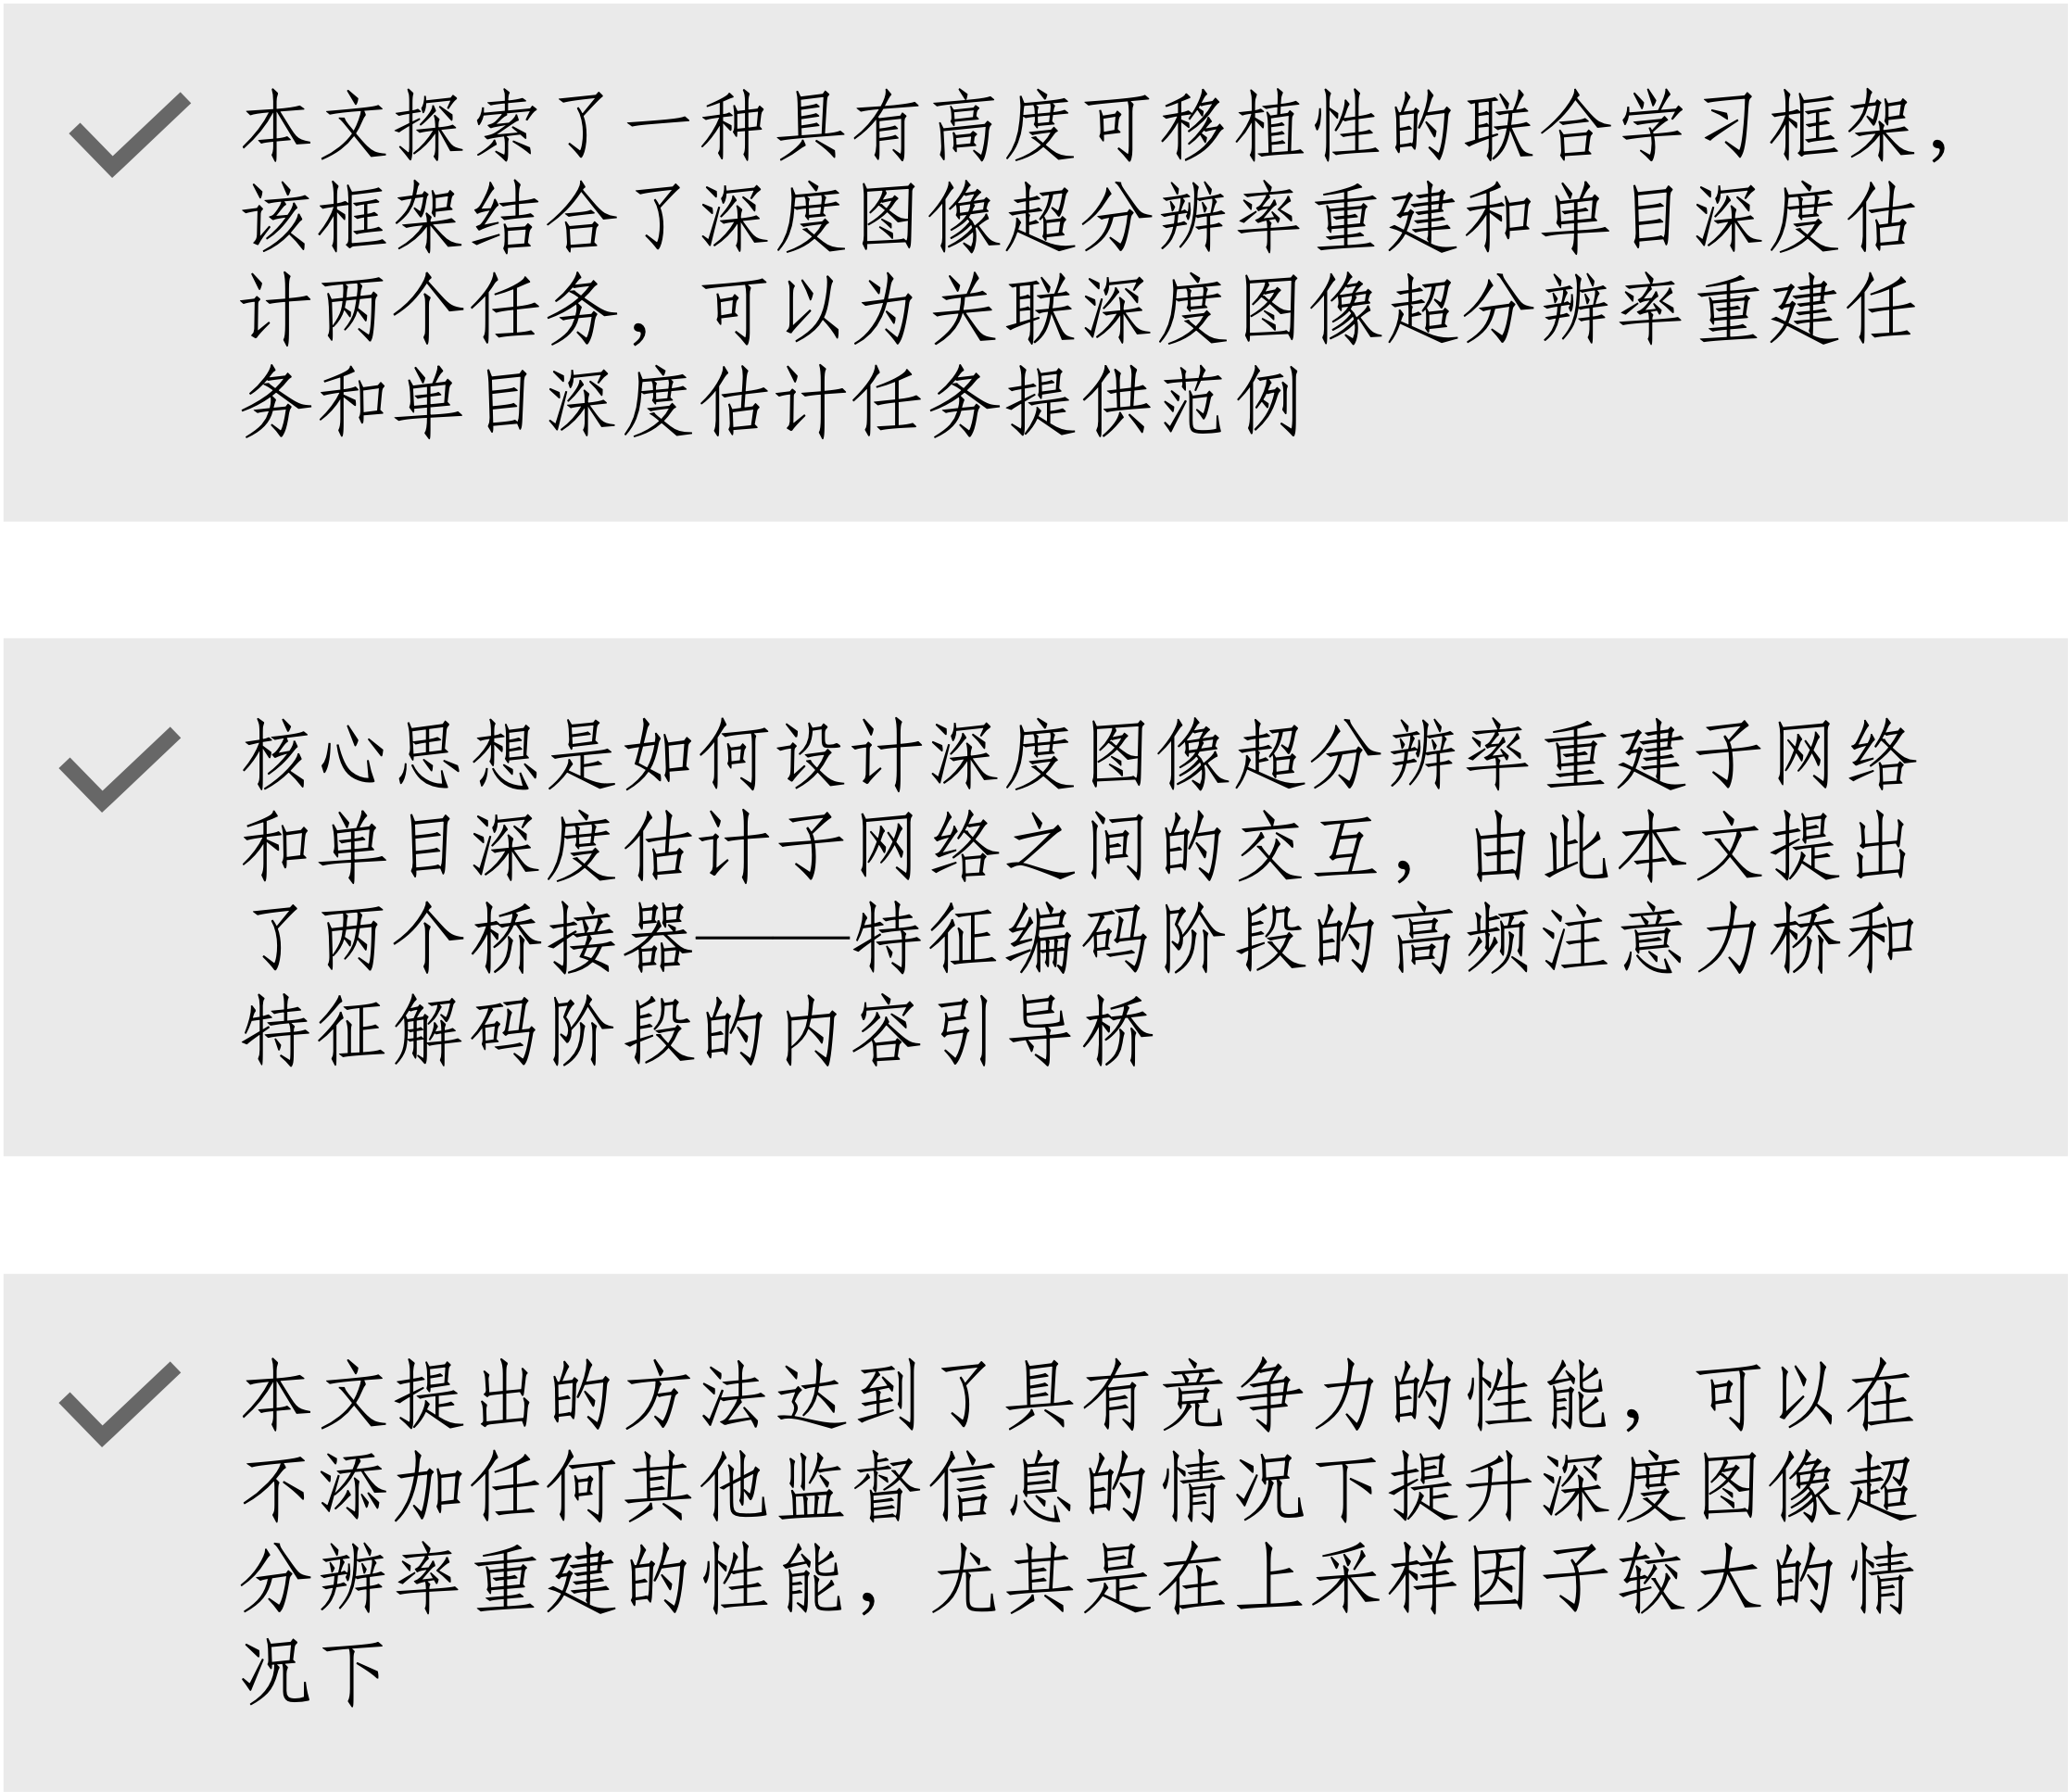 本文探索了一种具有高度可移植性的联合学习框架，
该框架结合了深度图像超分辨率重建和单目深度估
计两个任务，可以为共现深度图像超分辨率重建任
务和单目深度估计任务提供范例
核心思想是如何设计深度图像超分辨率重建子网络
和单目深度估计子网络之间的交互，由此本文提出
了两个桥接器——特征编码阶段的高频注意力桥和
特征解码阶段的内容引导桥
本文提出的方法达到了具有竞争力的性能，可以在
不添加任何其他监督信息的情况下提升深度图像超
分辨率重建的性能，尤其是在上采样因子较大的情
况下